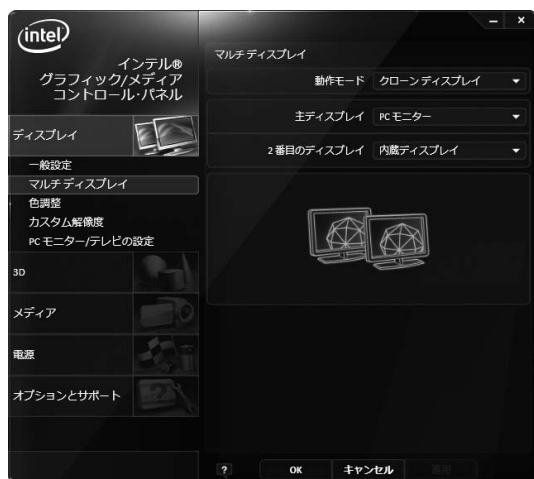 intel
インテル®
グラフィック/メディア
コントロール・パネル
ディスプレイ
一般設定
マルチ ディスプレイ
色調整
カスタム解像度
PC モニター/テレビの設定
3D
メディア
電源
オプションとサポート
マルチ ディスプレイ
動作モード クローン ディスプレイ
主ディスプレイ PC モニター
2 番目のディスプレイ 内蔵ディスプレイ
? OK キャンセル 適用